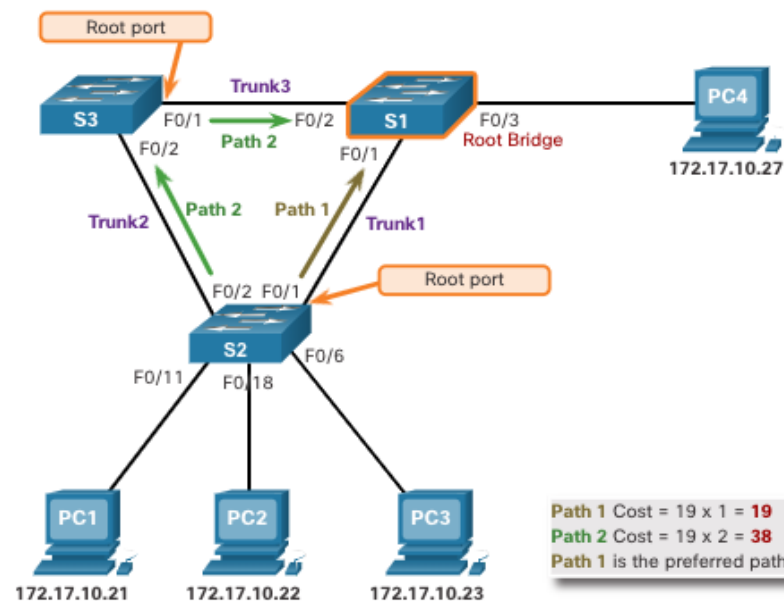 Root port
Trunk3
PC4
S3
S1
F0/1
F0/2
F0/3
Path 2
Root Bridge
F0/2
F0/1
172.17.10.27
Path 2
Path 1
Trunk2
Trunk1
Root port
F0/2
F0/1
S2
F0/6
F0/11
F0/18
PC1
PC2
PC3
Path 1 Cost = 19 x 1 = 19
Path 2 Cost = 19 x 2 = 38
Path 1 is the preferred path
172.17.10.21
172.17.10.22
172.17.10.23